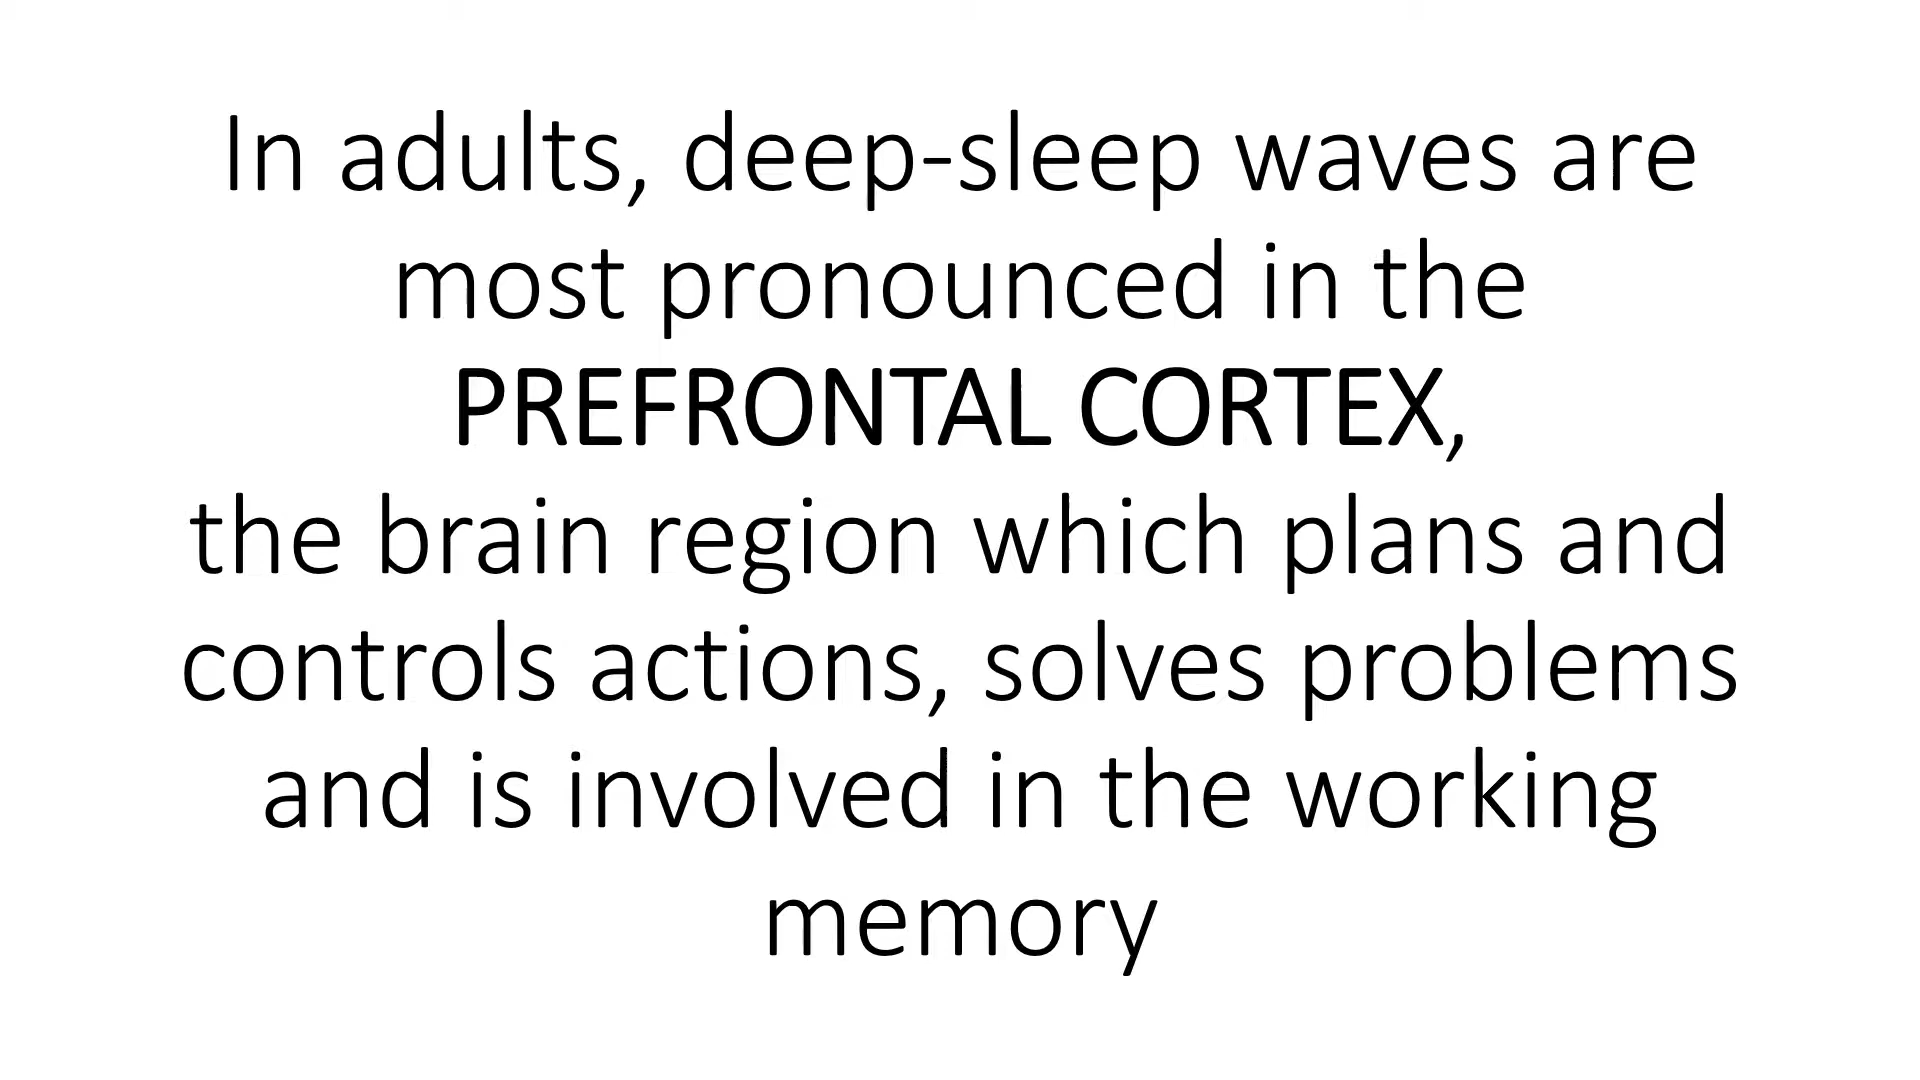 In adults, deep-sleep waves are
most pronounced in the
PREFRONTAL CORTEX,
the brain region which plans and
controls actions, solves problems
and is involved in the working
memory